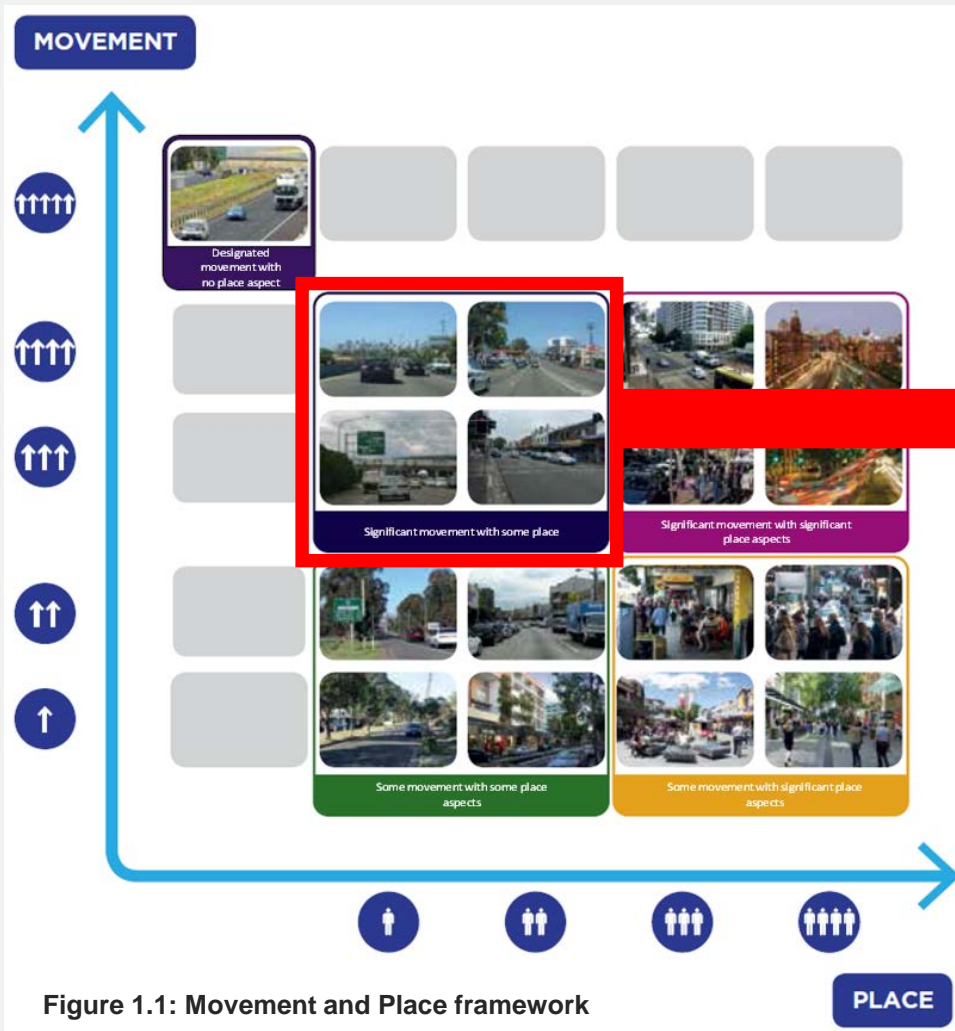 MOVEMENT
Designated
movement with
no place aspect
Significant movement with some place
Significant movement with significant
place aspects
Some movement with some place
aspects
Some movement with significant place
aspects
Figure 1.1: Movement and Place framework
PLACE